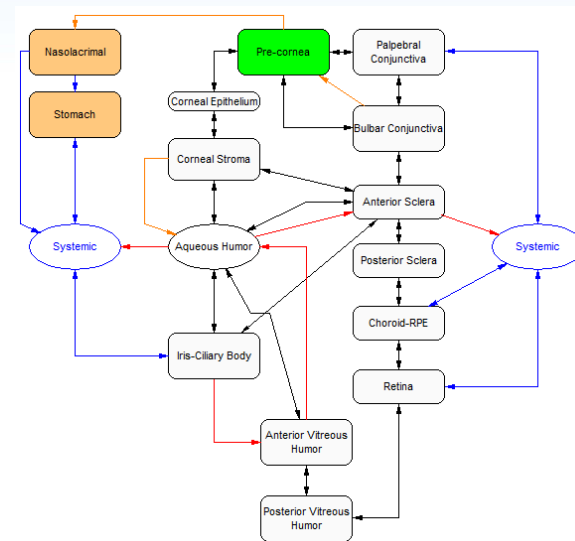 Nasolacrimal
Pre-cornea
Palpebral
Conjunctiva
Stomach
Corneal Epithelium
Bulbar Conjunctiva
Corneal Stroma
Anterior Sclera
Systemic
Aqueous Humor
Posterior Sclera
Systemic
Choroid-RPE
Iris-Ciliary Body
Retina
Anterior Vitreous
Humor
Posterior Vitreous
Humor